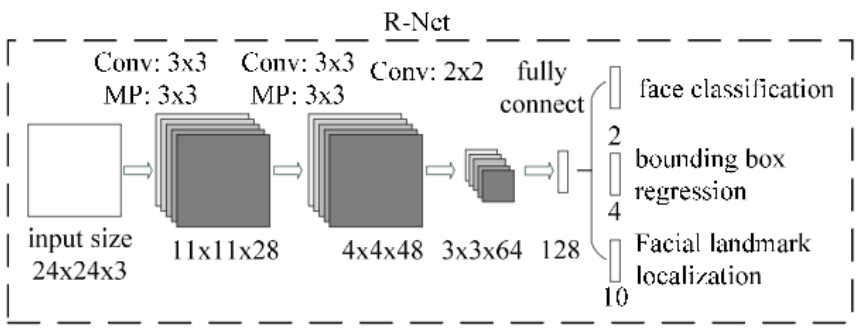 R-Net
Conv: 3x3
MP: 3x3
Conv: 3x3
MP: 3x3
Conv: 2x2
fully
connect
input size
24x24x3
11x11x28
4x4x48
3x3x64
128
face classification
2
bounding box
regression
4
Facial landmark
localization
10